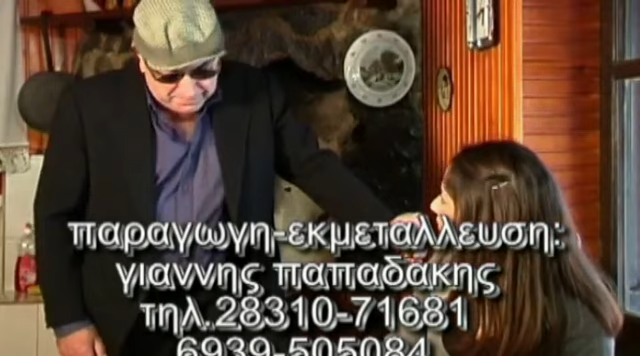 παραγωγη-εκμεταλλευση:
γιαννης παπαδακης
τηλ.28310-71681
6939-505084